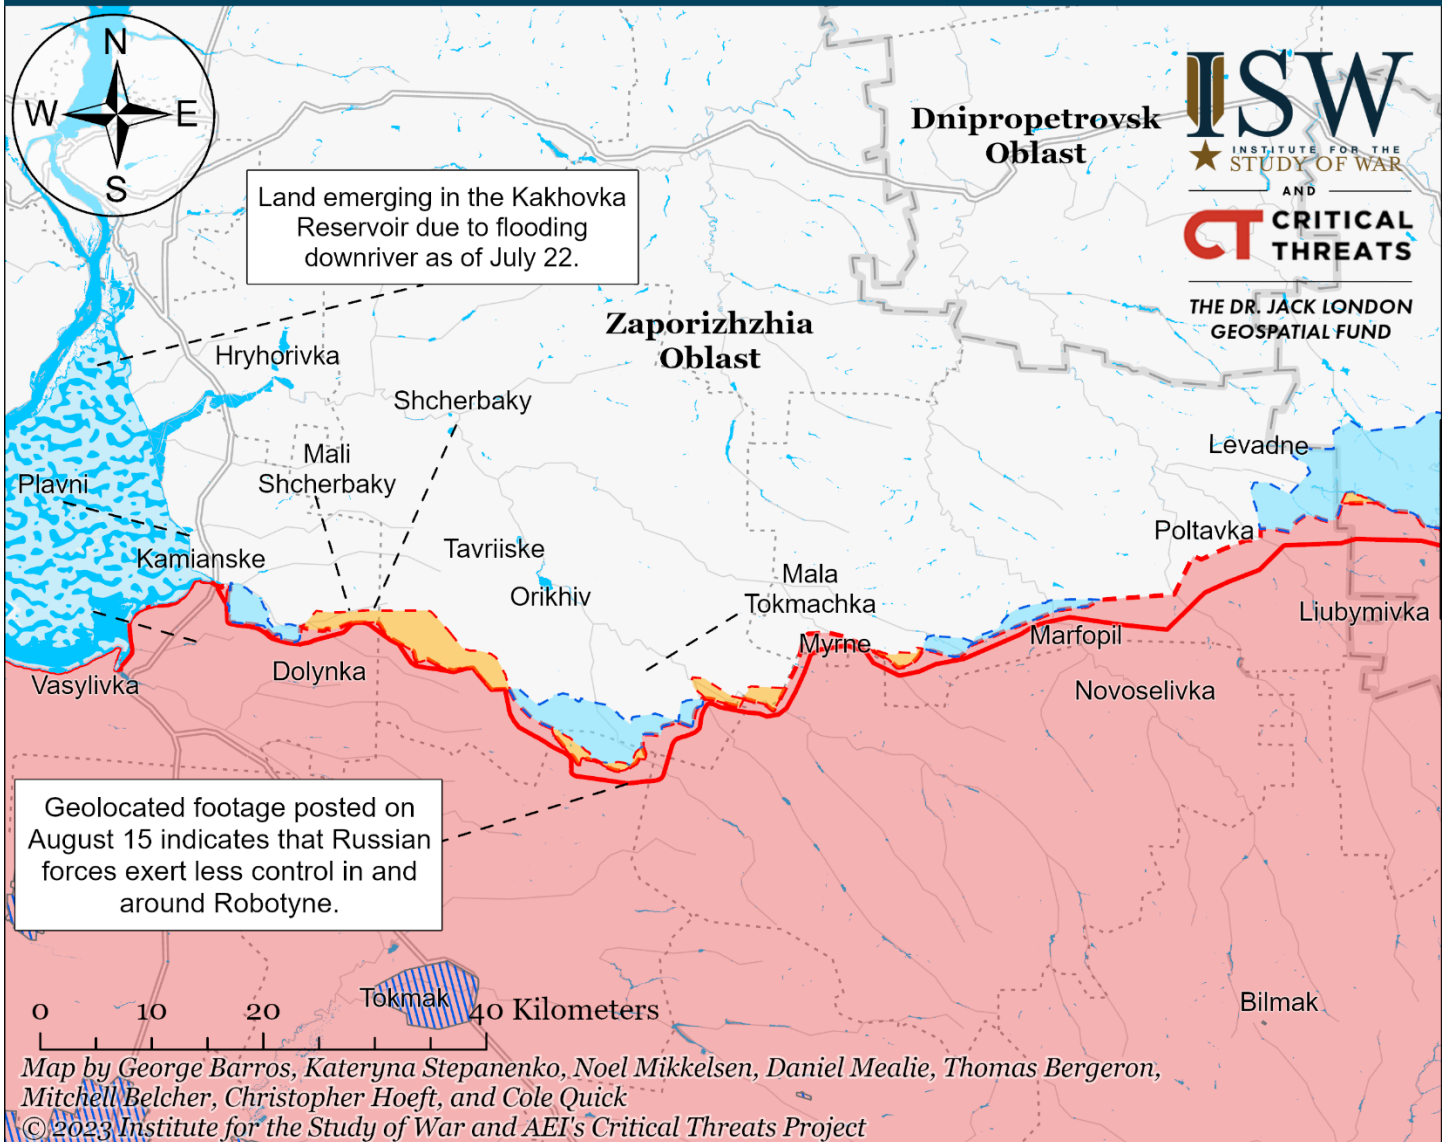 N
W
E
S
Dnipropetrovsk
Oblast
ISW
INSTITUTE FOR THE
STUDY OF WAR
AND
CT CRITICAL
THREATS
THE DR. JACK LONDON
GEOSPATIAL FUND
Land emerging in the Kakhovka
Reservoir due to flooding
downriver as of July 22.
Zaporizhzhia
Oblast
Hryhorivka
Shcherbaky
Mali
Shcherbaky
Levadne
Plavni
Poltavka
Kamianske
Tavriiske
Orikhiv
Mala
Tokmachka
Liubymivka
Myrne
Marfopil
Dolynka
Vasylivka
Novoselivka
Geolocated footage posted on
August 15 indicates that Russian
forces exert less control in and
around Robotyne.
Tokmak
Bilmak
0 10 20 40 Kilometers
Map by George Barros, Kateryna Stepanenko, Noel Mikkelsen, Daniel Mealie, Thomas Bergeron,
Mitchell Belcher, Christopher Hoeft, and Cole Quick
© 2023 Institute for the Study of War and AEI's Critical Threats Project